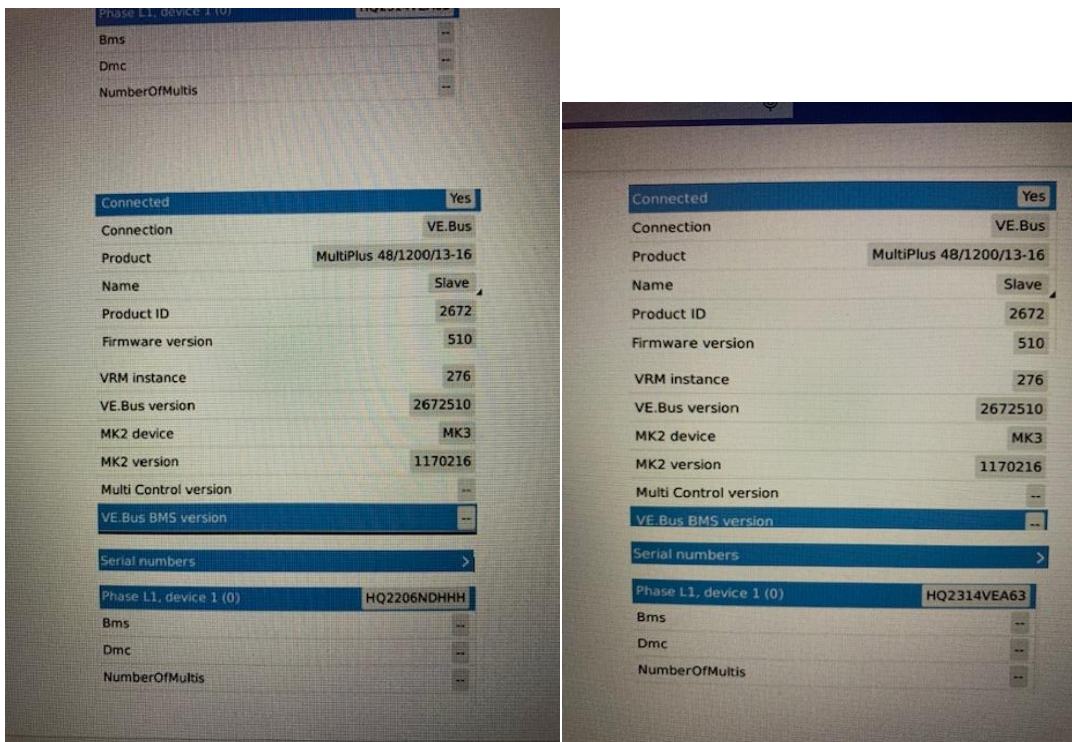 Phase L1, device 1 (0)
Bms --
Dmc --
NumberOfMultis --
Connected Yes
Connection VE.Bus
Product MultiPlus 48/1200/13-16
Name Slave
Product ID 2672
Firmware version 510
VRM instance 276
VE.Bus version 2672510
MK2 device MK3
MK2 version 1170216
Multi Control version --
VE.Bus BMS version --
Serial numbers >
Phase L1, device 1 (0) HQ2206NDHHH
Bms --
Dmc --
NumberOfMultis --
Connected Yes
Connection VE.Bus
Product MultiPlus 48/1200/13-16
Name Slave
Product ID 2672
Firmware version 510
VRM instance 276
VE.Bus version 2672510
MK2 device MK3
MK2 version 1170216
Multi Control version --
VE.Bus BMS version --
Serial numbers >
Phase L1, device 1 (0) HQ2314VEA63
Bms --
Dmc --
NumberOfMultis --